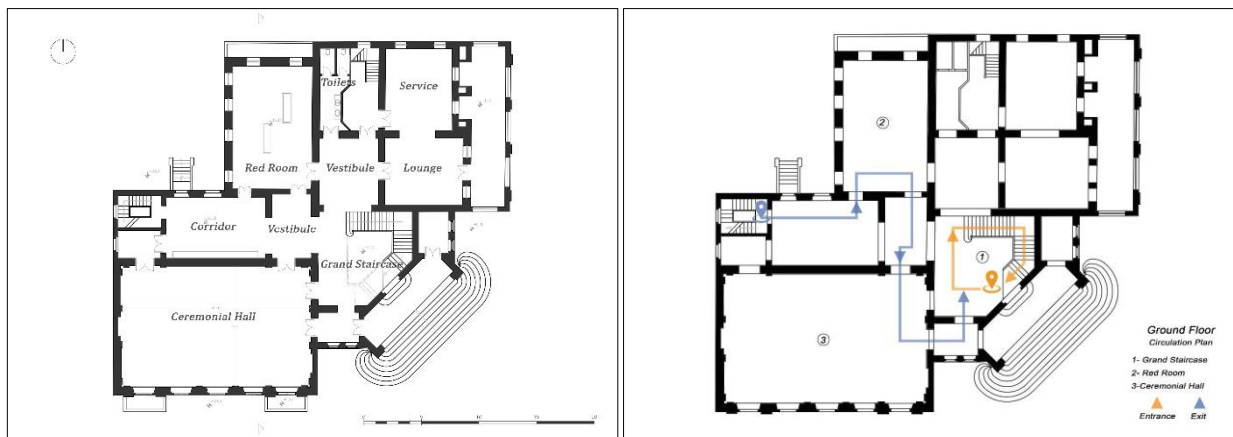 Toilets
Service
Red Room
Vestibule
Lounge
Corridor
Vestibule
Grand Staircase
Ceremonial Hall
2
1
3
Ground Floor
Circulation Plan
1- Grand Staircase
2- Red Room
3-Ceremonial Hall
Entrance Exit